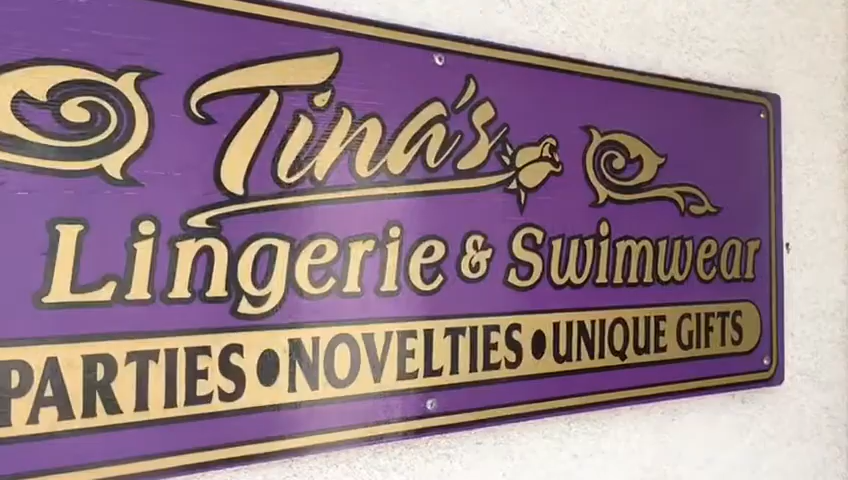 Tina's
Lingerie & Swimwear
PARTIES • NOVELTIES • UNIQUE GIFTS